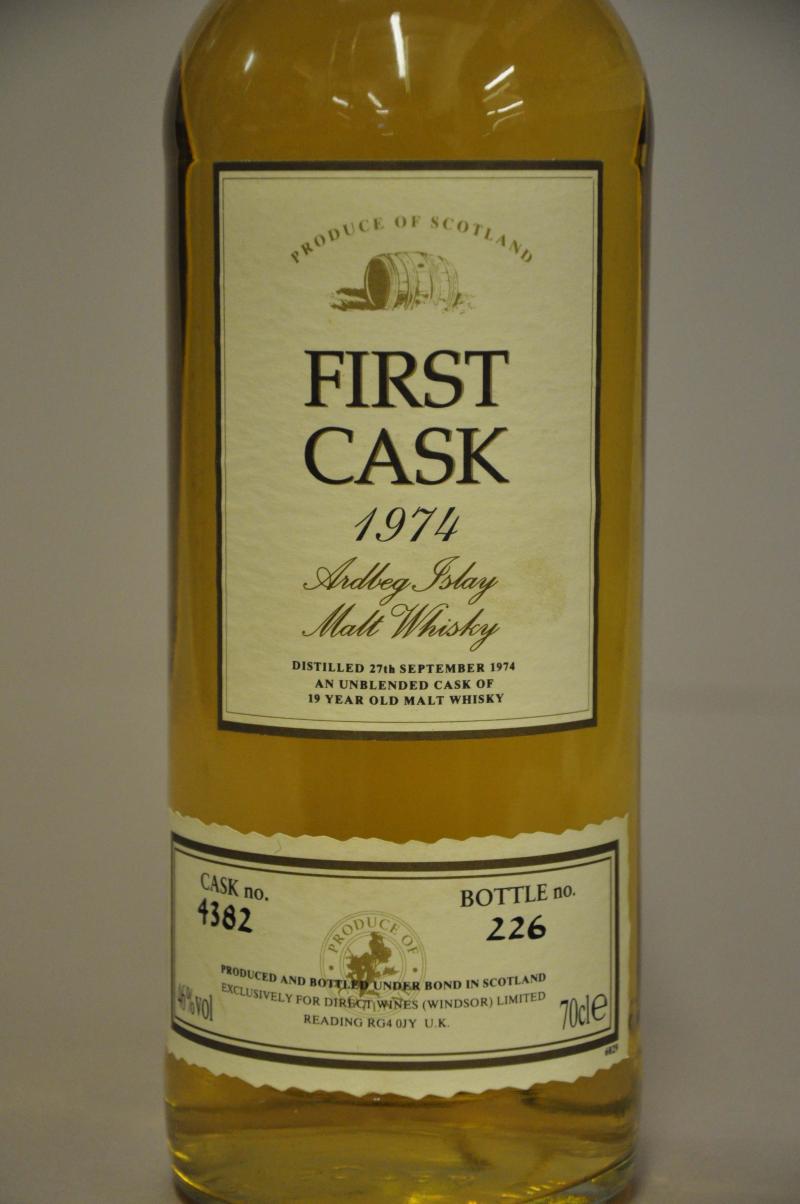 PRODUCE OF SCOTLAND
FIRST
CASK
1974
Ardbeg Islay
Malt Whisky
DISTILLED 27th SEPTEMBER 1974
AN UNBLENDED CASK OF
19 YEAR OLD MALT WHISKY
CASK no.
4382
BOTTLE no.
226
PRODUCE OF
PRODUCED AND BOTTLED UNDER BOND IN SCOTLAND
EXCLUSIVELY FOR DIRECT WINES (WINDSOR) LIMITED
READING RG4 0JY U.K.
46%vol
70cl e